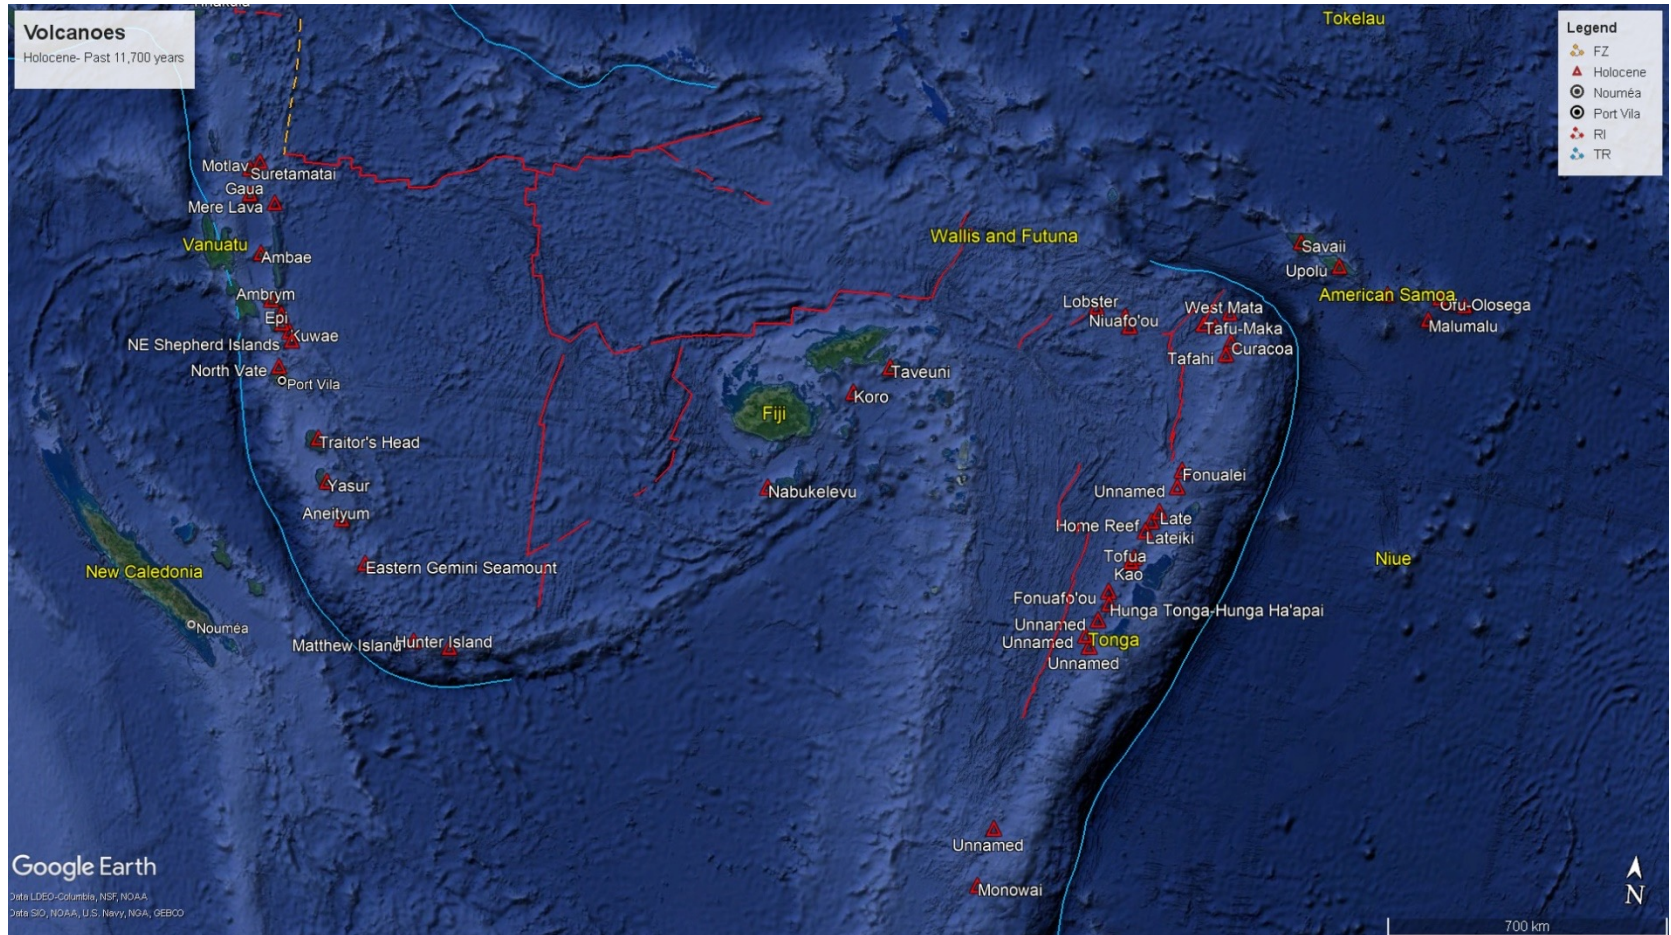 Volcanoes
Holocene- Past 11,700 years
Tokelau
Legend
FZ
Holocene
Nouméa
Port Vila
RI
TR
Motlav
Suretamatai
Gaua
Mere Lava
Vanuatu
Ambae
Ambrym
Epi
Kuwae
NE Shepherd Islands
North Vate
Port Vila
Traitor's Head
Yasur
Aneityum
Eastern Gemini Seamount
New Caledonia
Nouméa
Matthew Island
Hunter Island
Fiji
Taveuni
Koro
Nabukelevu
Wallis and Futuna
Savaii
Upolu
American Samoa
Ofu-Olosega
Malumalu
Lobster
Niuafo'ou
West Mata
Tafu-Maka
Curacoa
Tafahi
Fonualei
Unnamed
Late
Home Reef
Lateiki
Tofua
Kao
Niue
Fonuafo'ou
Hunga Tonga-Hunga Ha'apai
Unnamed
Unnamed
Tonga
Unnamed
Unnamed
Monowai
Google Earth
Data LDEO-Columbia, NSF, NOAA
Data SIO, NOAA, U.S. Navy, NGA, GEBCO
N
700 km